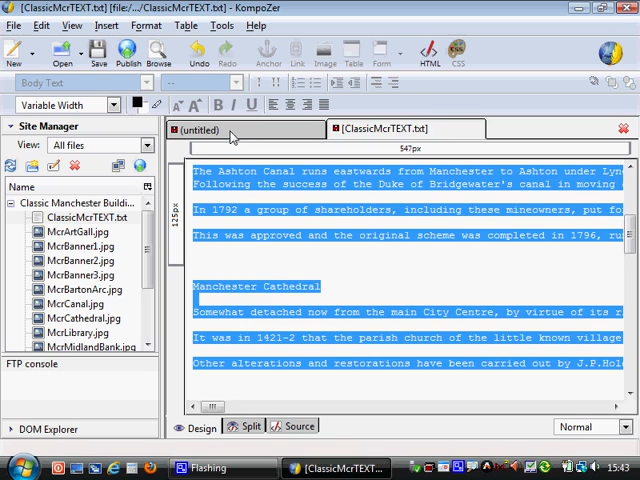 [ClassicMcrTEXT.txt] [file:/.../ClassicMcrTEXT.txt] - KompoZer
File Edit View Insert Format Table Tools Help
New Open Save Publish Browse Undo Redo Anchor Link Image Table Form HTML CSS
Body Text --
Variable Width
Site Manager
View: All files
Name
Classic Manchester Buildi...
ClassicMcrTEXT.txt
McrArtGall.jpg
McrBanner1.jpg
McrBanner2.jpg
McrBanner3.jpg
McrBartonArc.jpg
McrCanal.jpg
McrCathedral.jpg
McrLibrary.jpg
McrMidlandBank.jpg
FTP console
DOM Explorer
(untitled) [ClassicMcrTEXT.txt]
547px
125px
The Ashton Canal runs eastwards from Manchester to Ashton under Lyn
Following the success of the Duke of Bridgewater's canal in moving
In 1792 a group of shareholders, including these mineowners, put fo
This was approved and the original scheme was completed in 1796, ru
Manchester Cathedral
Somewhat detached now from the main City Centre, by virtue of its r
It was in 1421-2 that the parish church of the little known village
Other alterations and restorations have been carried out by J.P.Hol
Design Split Source Normal
Flashing [ClassicMcrTEXT... 15:43